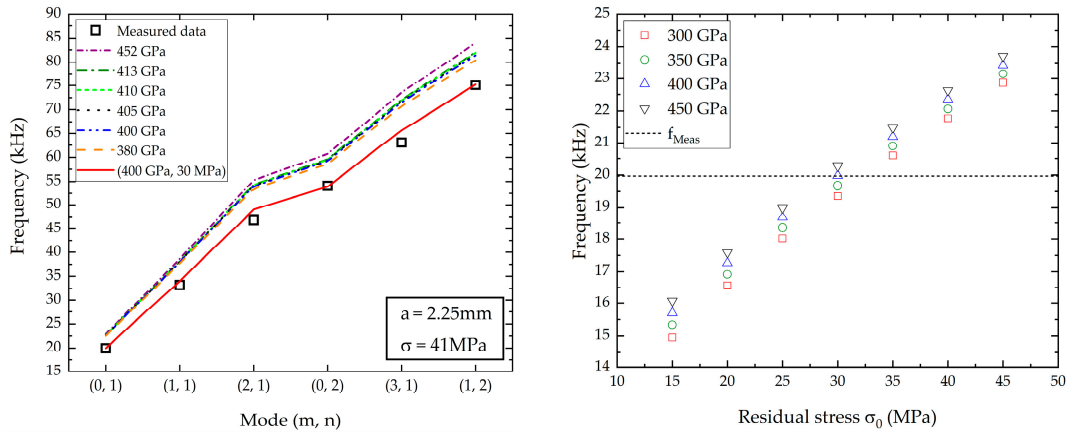 Measured data
452 GPa
413 GPa
410 GPa
405 GPa
400 GPa
380 GPa
(400 GPa, 30 MPa)
90
85
80
75
70
65
60
55
50
45
40
35
30
25
20
15
Frequency (kHz)
a = 2.25mm
σ = 41MPa
(0, 1)
(1, 1)
(2, 1)
(0, 2)
(3, 1)
(1, 2)
Mode (m, n)
300 GPa
350 GPa
400 GPa
450 GPa
f_Meas
25
24
23
22
21
20
19
18
17
16
15
14
Frequency (kHz)
10
15
20
25
30
35
40
45
50
Residual stress σ₀ (MPa)